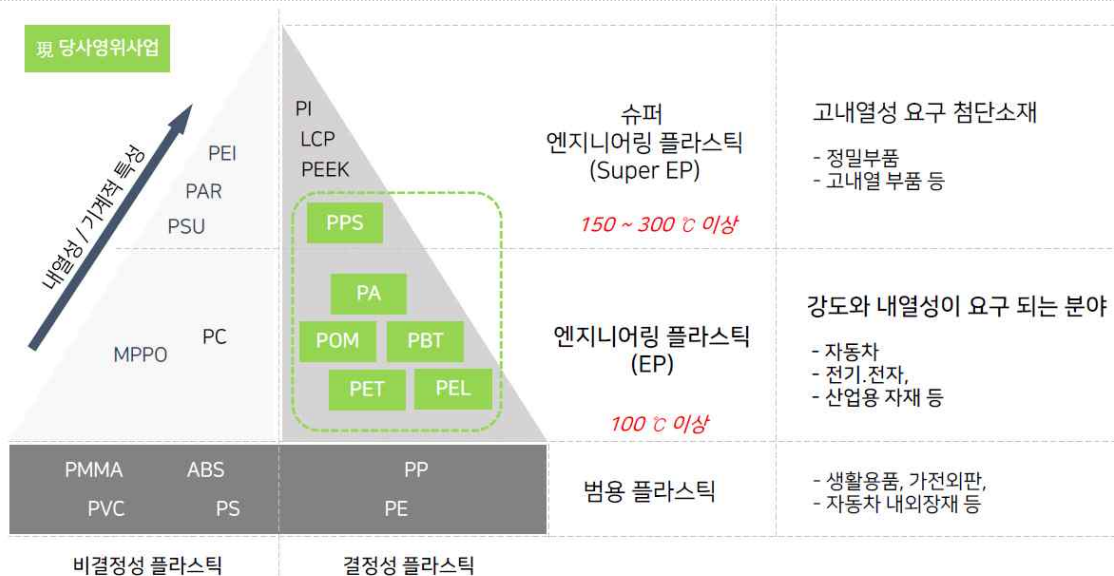 現 당사영위사업
내열성 / 기계적 특성
PEI
PAR
PSU
PI
LCP
PEEK
PPS
슈퍼
엔지니어링 플라스틱
(Super EP)
150 ~ 300 ℃ 이상
고내열성 요구 첨단소재
- 정밀부품
- 고내열 부품 등
MPPO
PC
PA
POM
PBT
PET
PEL
엔지니어링 플라스틱
(EP)
100 ℃ 이상
강도와 내열성이 요구 되는 분야
- 자동차
- 전기.전자,
- 산업용 자재 등
PMMA
ABS
PP
PVC
PS
PE
범용 플라스틱
- 생활용품, 가전외판,
- 자동차 내외장재 등
비결정성 플라스틱
결정성 플라스틱